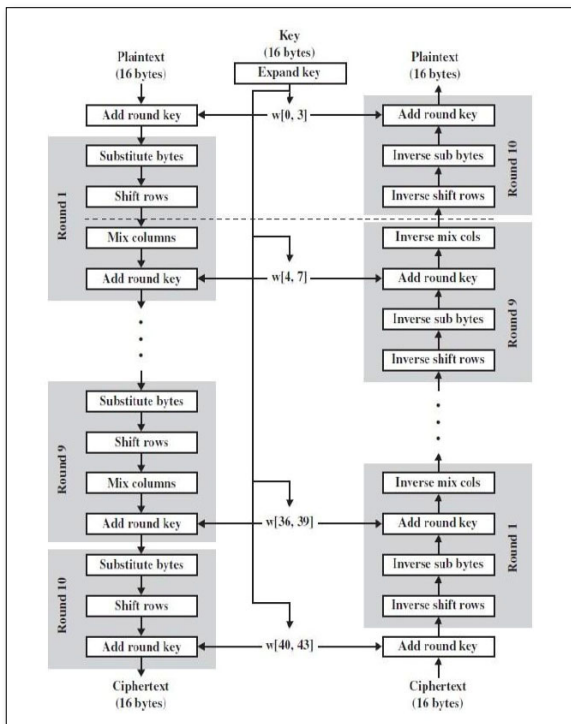 Key
(16 bytes)
Expand key
Plaintext
(16 bytes)
Add round key
Substitute bytes
Shift rows
Mix columns
Add round key
Round 1
Substitute bytes
Shift rows
Mix columns
Add round key
Round 9
Substitute bytes
Shift rows
Add round key
Round 10
Ciphertext
(16 bytes)
w[0, 3]
w[4, 7]
w[36, 39]
w[40, 43]
Plaintext
(16 bytes)
Add round key
Inverse sub bytes
Inverse shift rows
Round 10
Inverse mix cols
Add round key
Inverse sub bytes
Inverse shift rows
Round 9
Inverse mix cols
Add round key
Inverse sub bytes
Inverse shift rows
Round 1
Add round key
Ciphertext
(16 bytes)